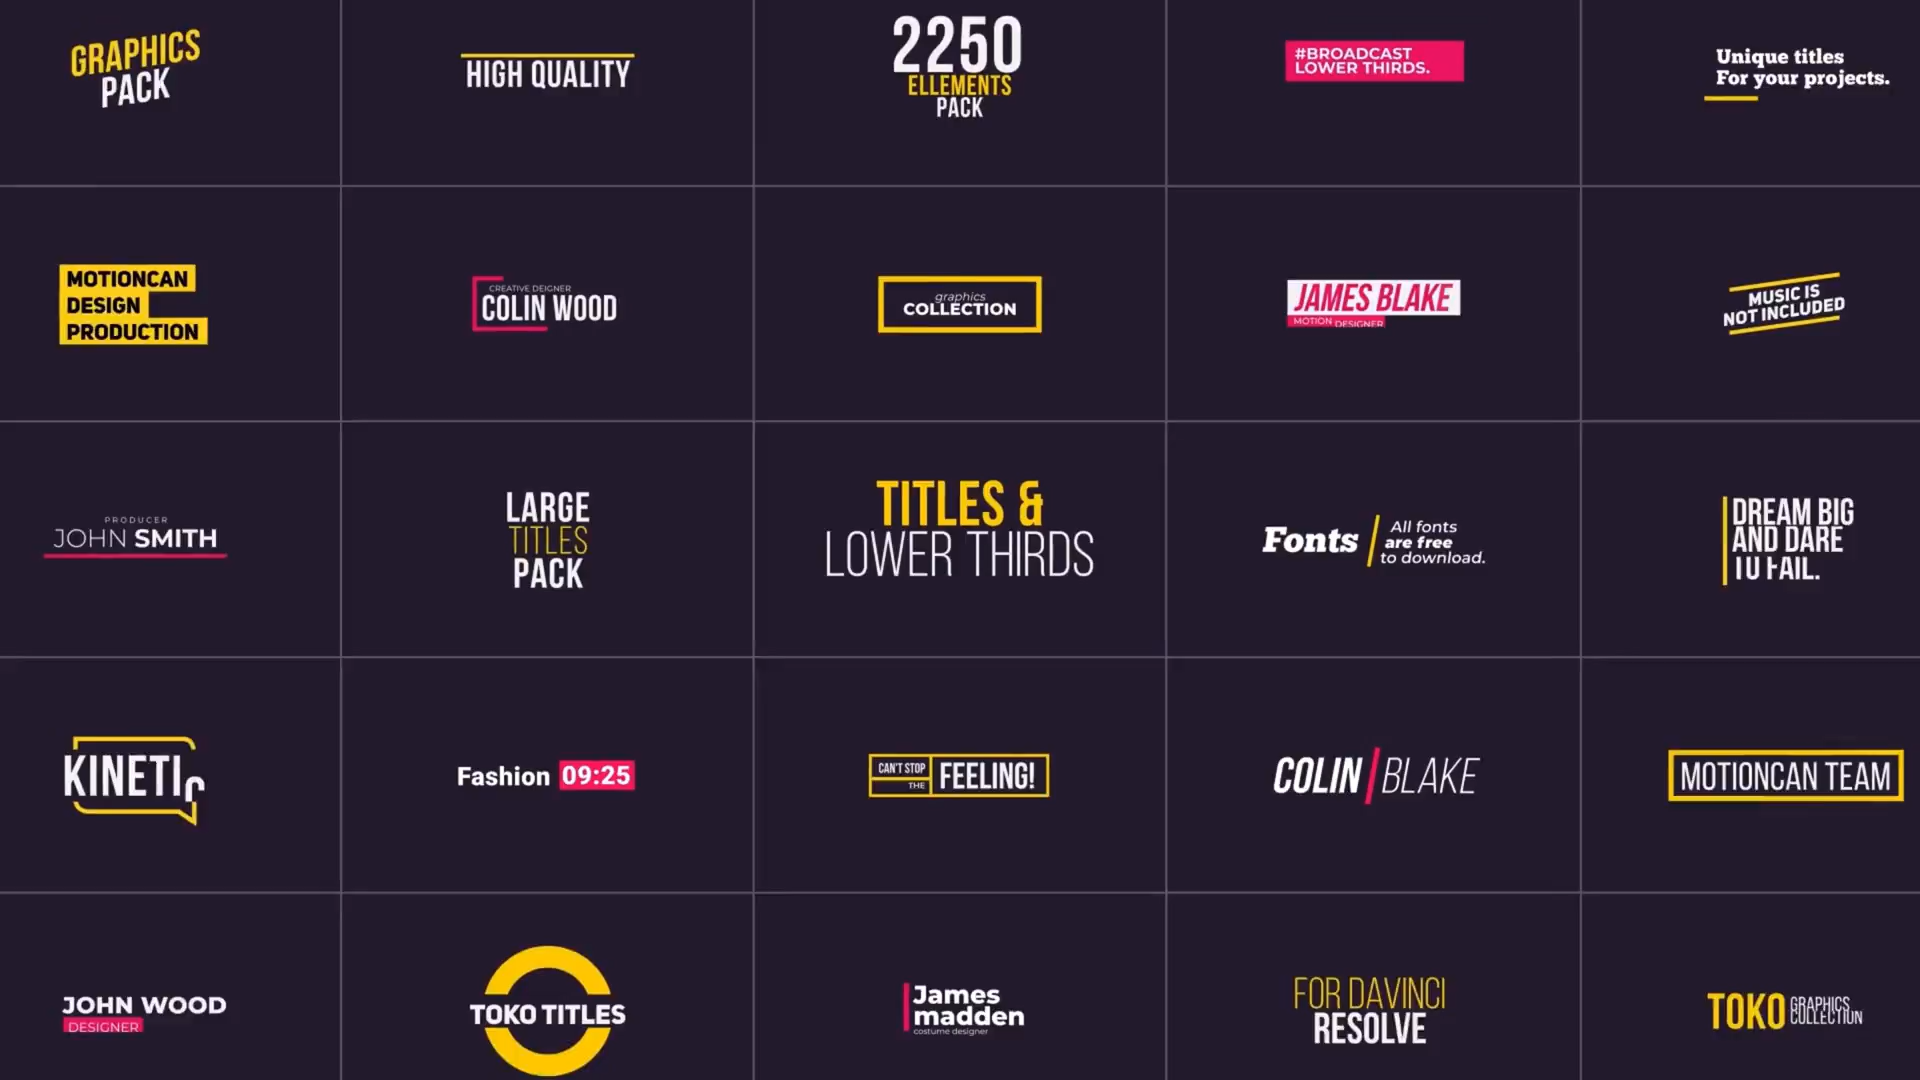 GRAPHICS
PACK
HIGH QUALITY
2250
ELLEMENTS
PACK
#BROADCAST
LOWER THIRDS.
Unique titles
For your projects.
MOTIONCAN
DESIGN
PRODUCTION
CREATIVE DEIGNER
COLIN WOOD
graphics
COLLECTION
JAMES BLAKE
MOTION DESIGNER
MUSIC IS
NOT INCLUDED
PRODUCER
JOHN SMITH
LARGE
TITLES
PACK
TITLES &
LOWER THIRDS
Fonts
All fonts
are free
to download.
DREAM BIG
AND DARE
TO FAIL.
KINETIC
Fashion 09:25
CAN'T STOP
THE
FEELING!
COLIN BLAKE
MOTIONCAN TEAM
JOHN WOOD
DESIGNER
TOKO TITLES
James
madden
costume designer
FOR DAVINCI
RESOLVE
TOKO
GRAPHICS
COLLECTION